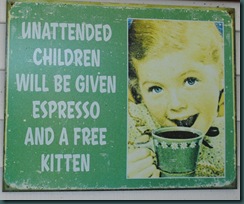 UNATTENDED
CHILDREN
WILL BE GIVEN
ESPRESSO
AND A FREE
KITTEN